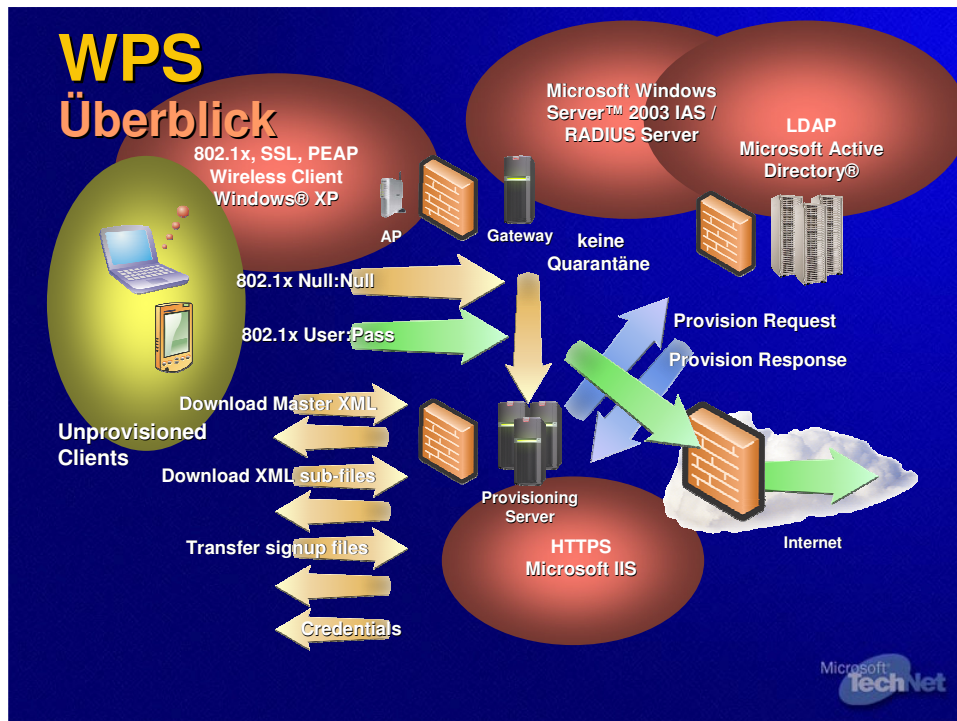 WPS
Überblick
802.1x, SSL, PEAP
Wireless Client
Windows® XP
Microsoft Windows
Server™ 2003 IAS /
RADIUS Server
LDAP
Microsoft Active
Directory®
AP
Gateway
keine
Quarantäne
802.1x Null:Null
802.1x User:Pass
Provision Request
Provision Response
Download Master XML
Unprovisioned
Clients
Download XML sub-files
Provisioning
Server
Transfer signup files
HTTPS
Microsoft IIS
Internet
Credentials
Microsoft®
TechNet